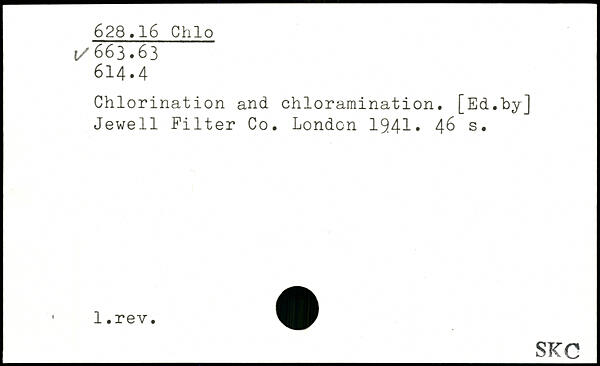 628.16 Chlo
✓ 663.63
614.4
Chlorination and chloramination. [Ed.by]
Jewell Filter Co. London 1941. 46 s.
1.rev.
SKC